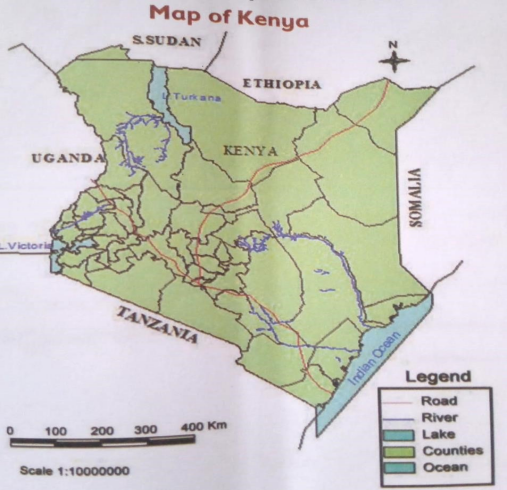 Map of Kenya
S.SUDAN
N
ETHIOPIA
L Turkana
KENYA
UGANDA
SOMALIA
L.Victoria
TANZANIA
Indian Ocean
Legend
Road
River
Lake
Counties
Ocean
0 100 200 300 400 Km
Scale 1:10000000